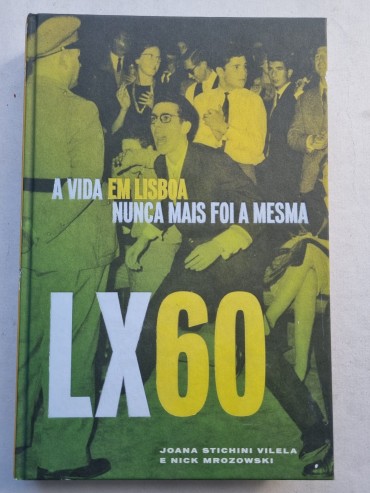 A VIDA EM LISBOA
NUNCA MAIS FOI A MESMA
LX60
JOANA STICHINI VILELA
E NICK MROZOWSKI